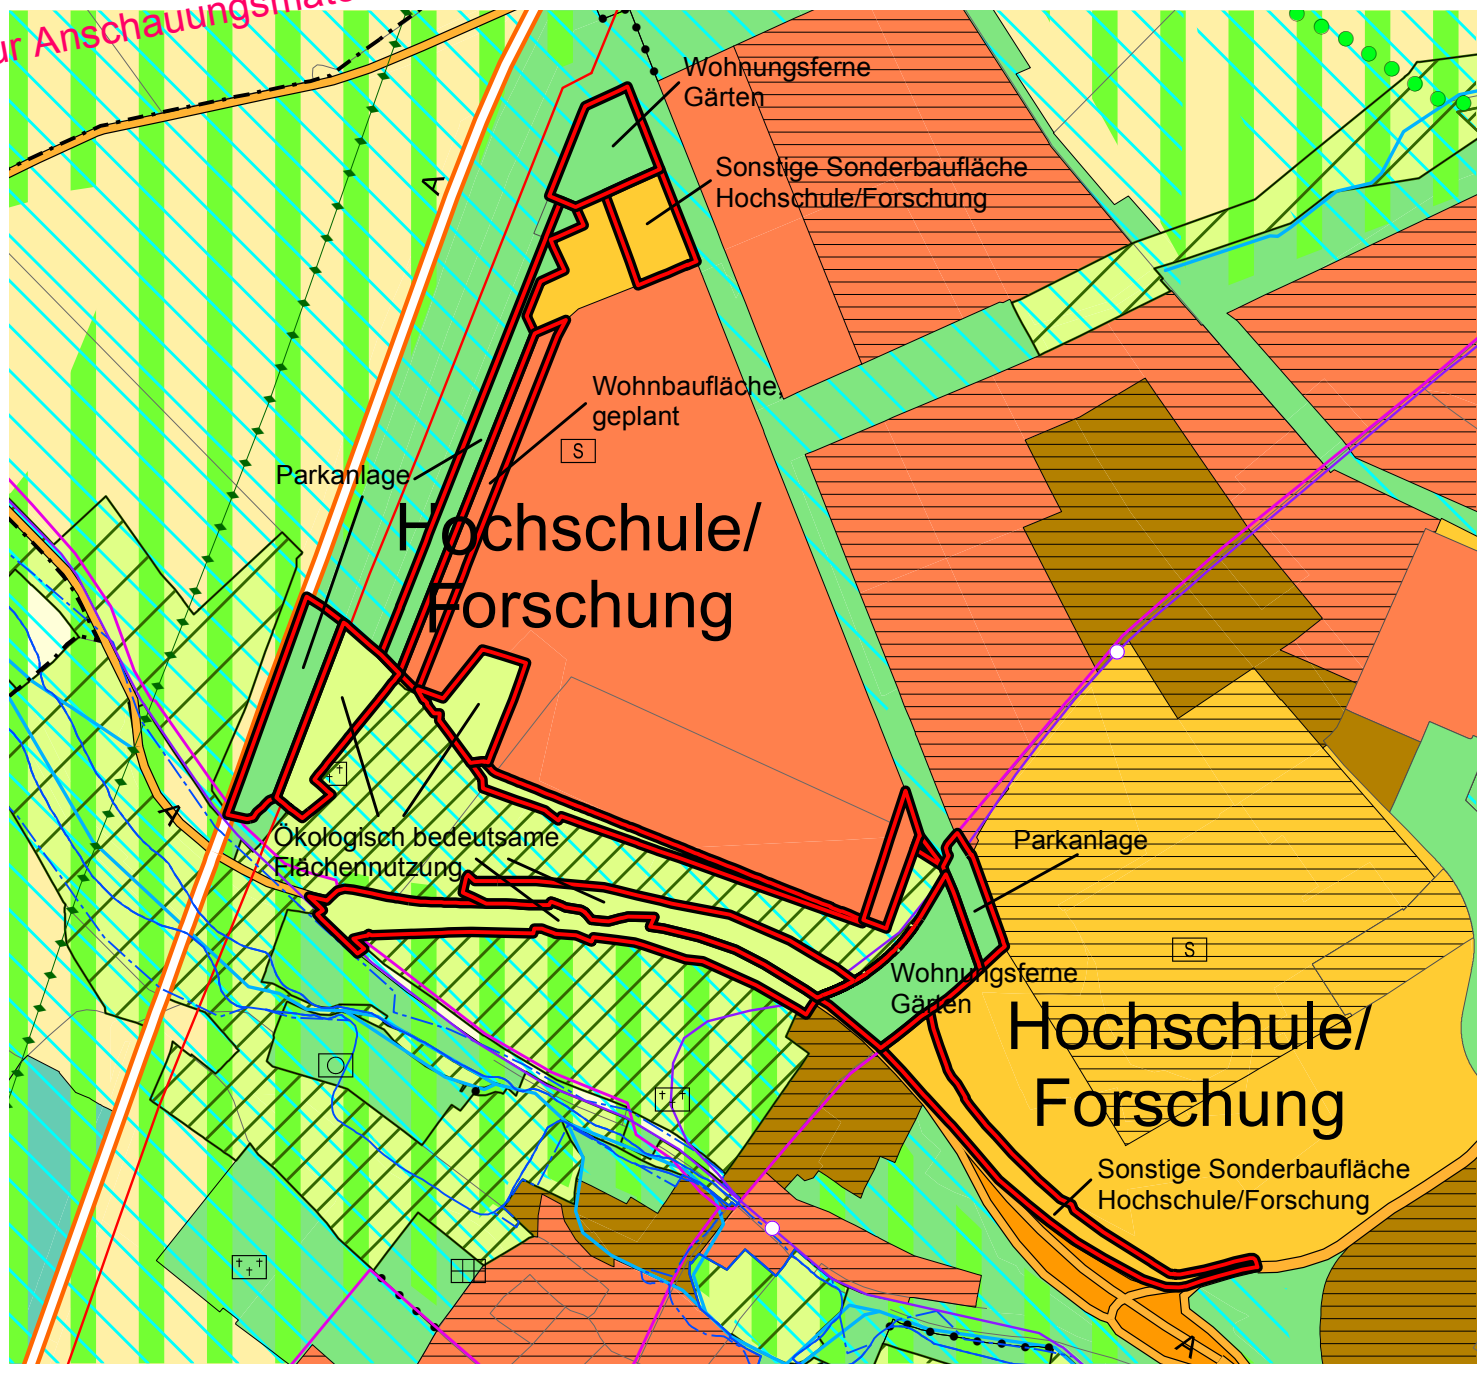 ur Anschauungsmate
Wohnungsferne
Gärten
A
Sonstige Sonderbaufläche
Hochschule/Forschung
Wohnbaufläche,
geplant
S
Parkanlage
Hochschule/
Forschung
A
Ökologisch bedeutsame
Flächennutzung
Parkanlage
S
Wohnungsferne
Gärten
Hochschule/
Forschung
Sonstige Sonderbaufläche
Hochschule/Forschung
A